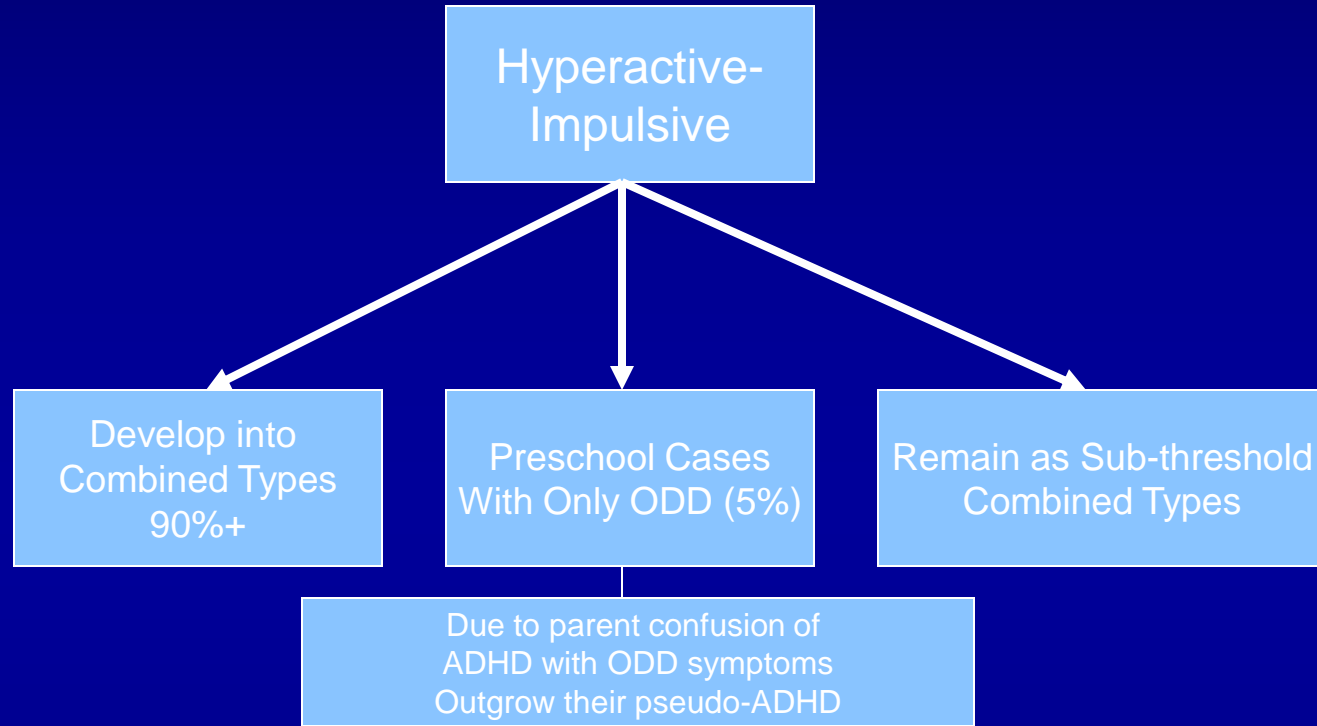 Hyperactive-
Impulsive
Develop into
Combined Types
90%+
Preschool Cases
With Only ODD (5%)
Remain as Sub-threshold
Combined Types
Due to parent confusion of
ADHD with ODD symptoms
Outgrow their pseudo-ADHD